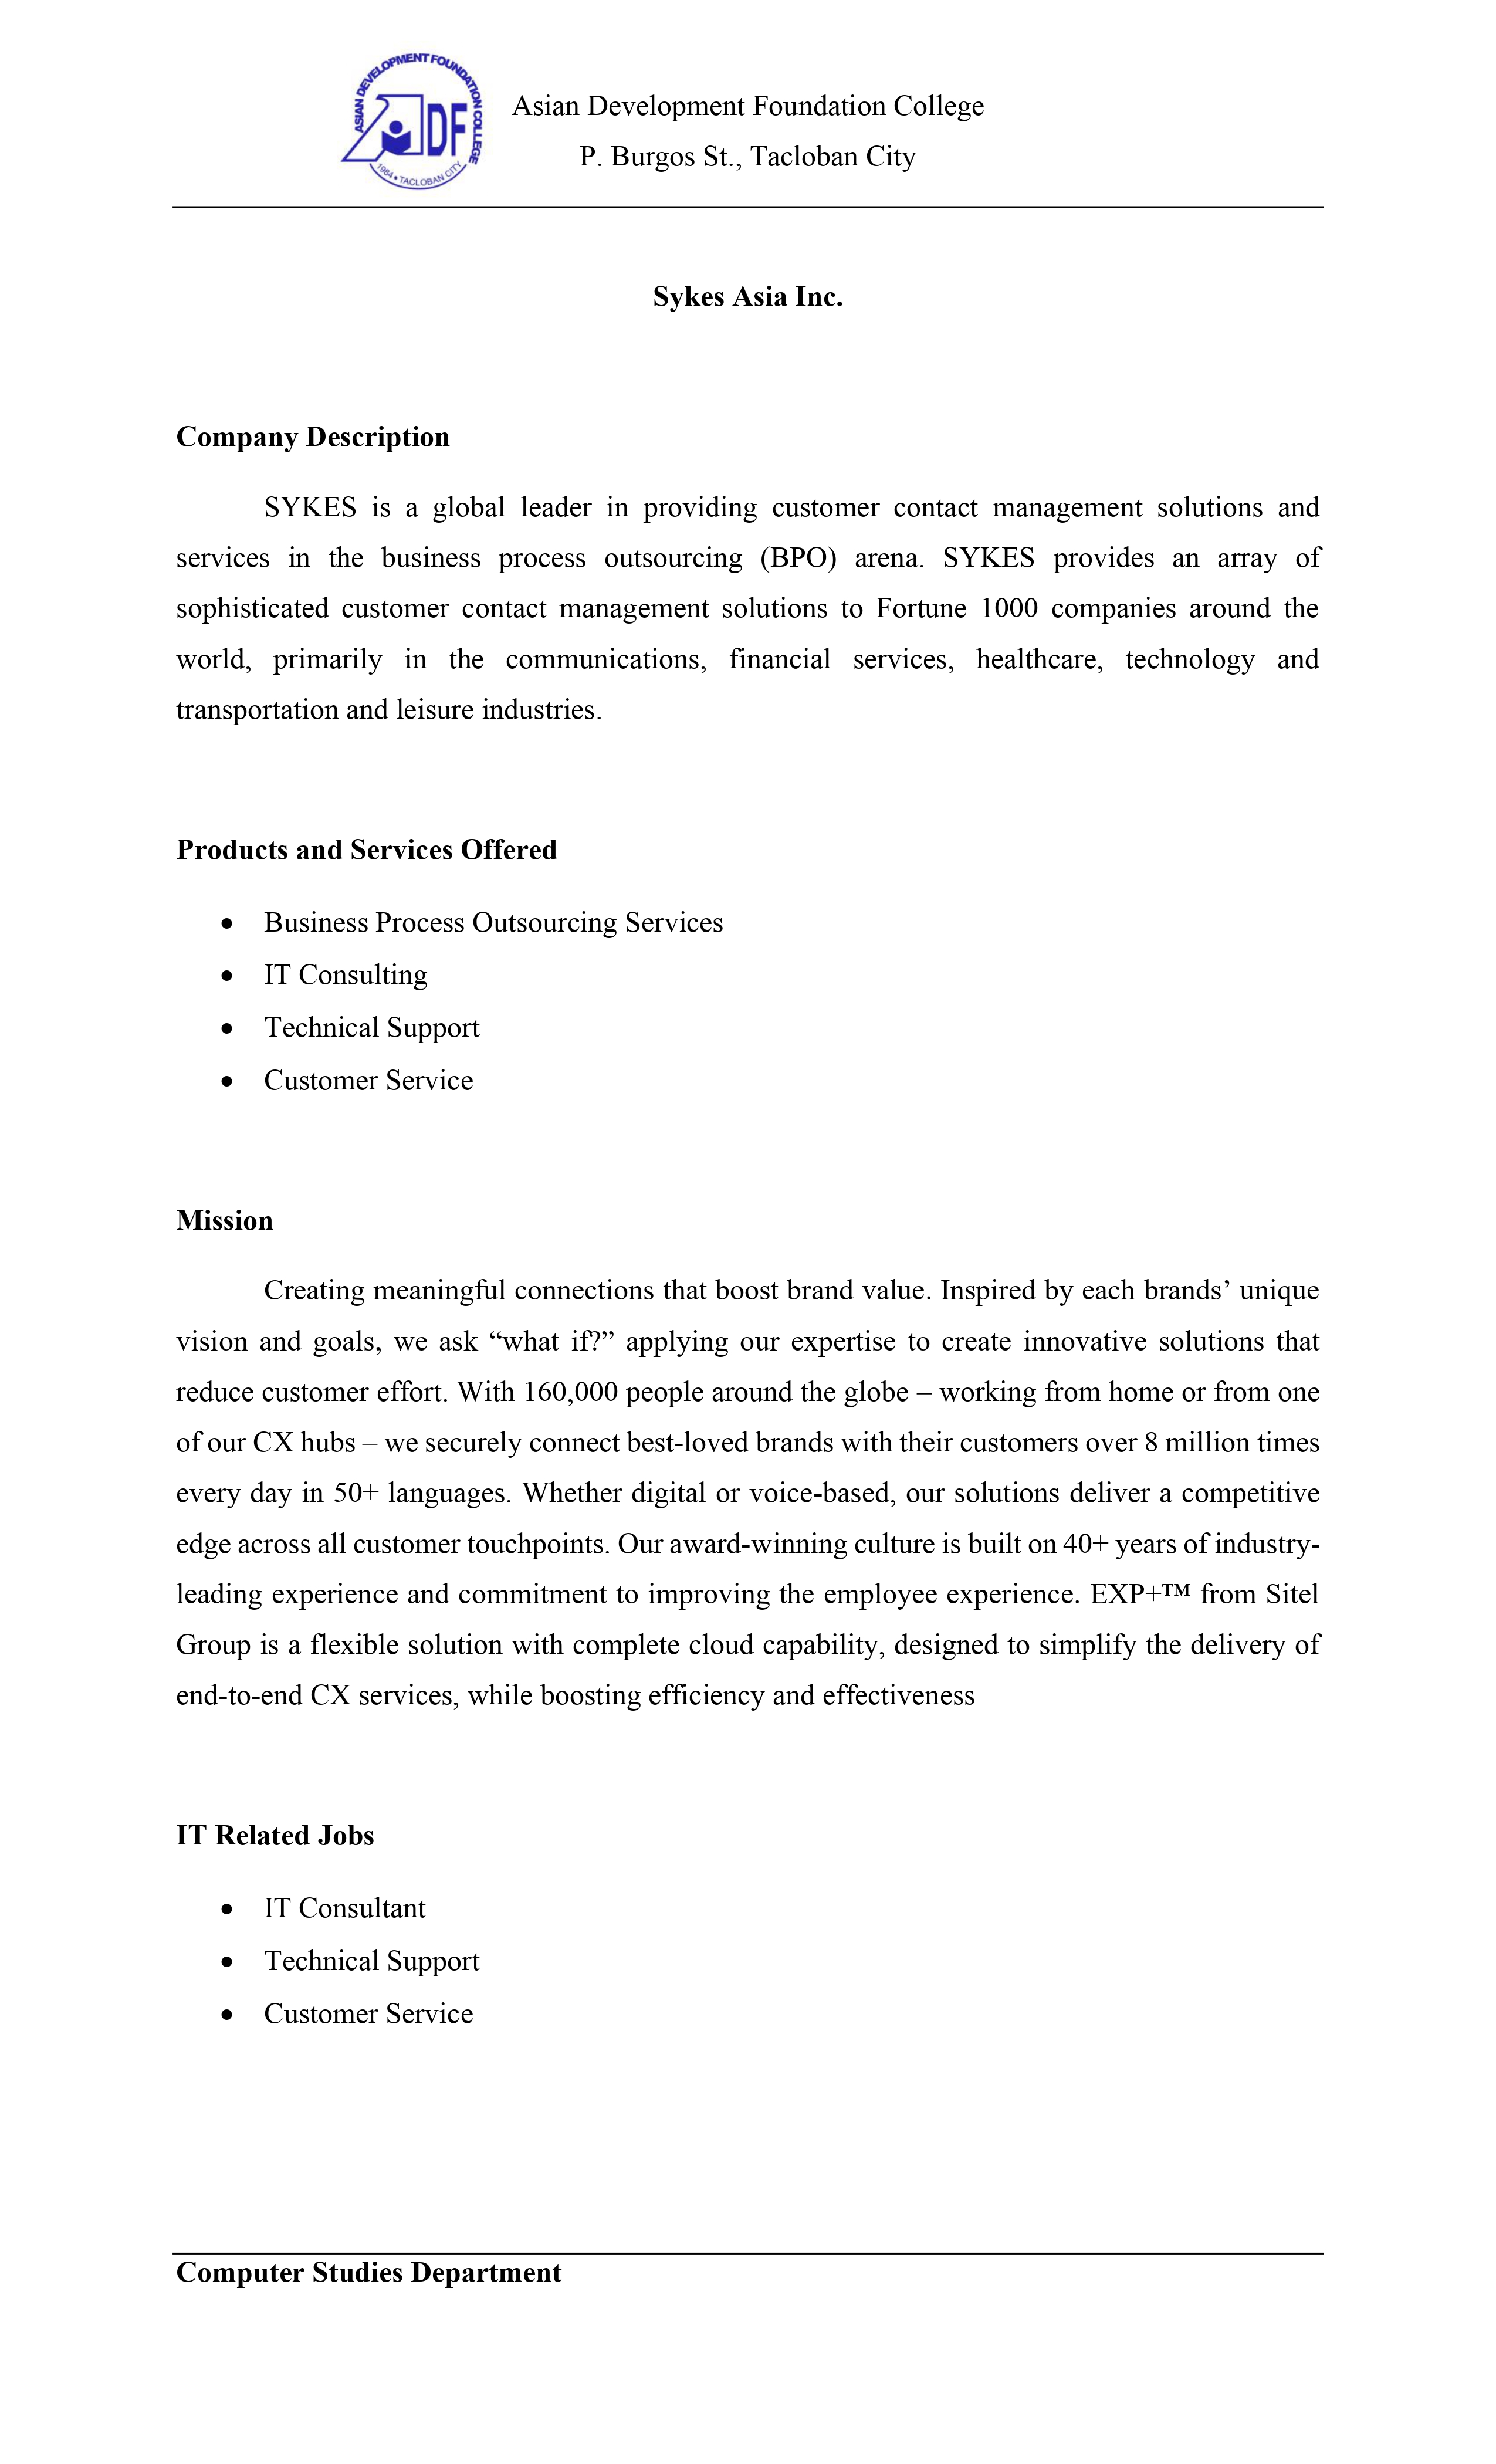 ASIAN DEVELOPMENT FOUNDATION COLLEGE
ADF
1984 • TACLOBAN CITY
Asian Development Foundation College
P. Burgos St., Tacloban City
Sykes Asia Inc.
Company Description
SYKES is a global leader in providing customer contact management solutions and
services in the business process outsourcing (BPO) arena. SYKES provides an array of
sophisticated customer contact management solutions to Fortune 1000 companies around the
world, primarily in the communications, financial services, healthcare, technology and
transportation and leisure industries.
Products and Services Offered
• Business Process Outsourcing Services
• IT Consulting
• Technical Support
• Customer Service
Mission
Creating meaningful connections that boost brand value. Inspired by each brands’ unique
vision and goals, we ask “what if?” applying our expertise to create innovative solutions that
reduce customer effort. With 160,000 people around the globe – working from home or from one
of our CX hubs – we securely connect best-loved brands with their customers over 8 million times
every day in 50+ languages. Whether digital or voice-based, our solutions deliver a competitive
edge across all customer touchpoints. Our award-winning culture is built on 40+ years of industry-
leading experience and commitment to improving the employee experience. EXP+™ from Sitel
Group is a flexible solution with complete cloud capability, designed to simplify the delivery of
end-to-end CX services, while boosting efficiency and effectiveness
IT Related Jobs
• IT Consultant
• Technical Support
• Customer Service
Computer Studies Department